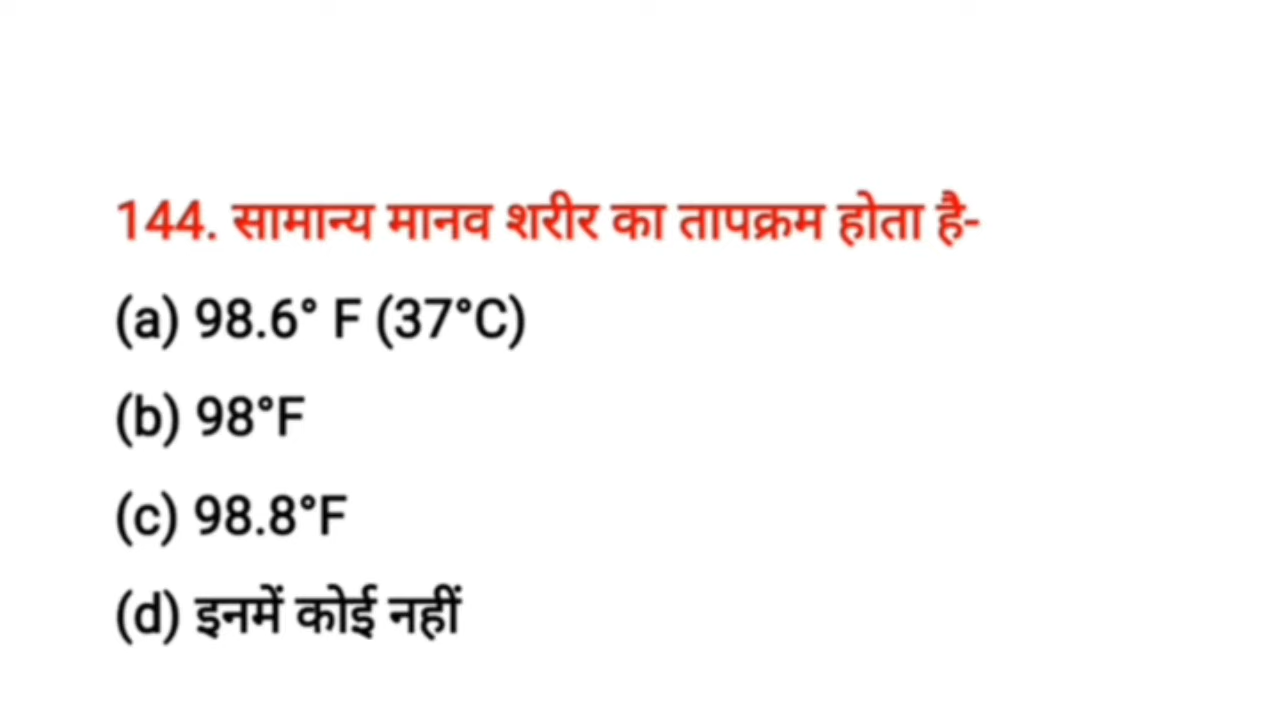 144. सामान्य मानव शरीर का तापक्रम होता है-
(a) 98.6° F (37°C)
(b) 98°F
(c) 98.8°F
(d) इनमें कोई नहीं